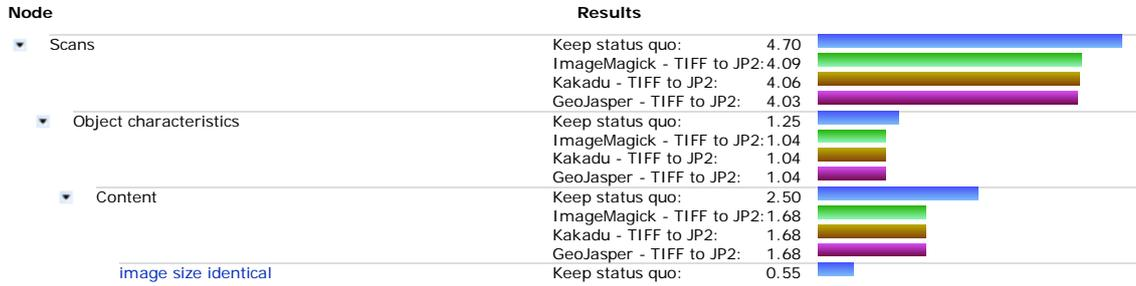 Node Results
Scans Keep status quo: 4.70
ImageMagick - TIFF to JP2: 4.09
Kakadu - TIFF to JP2: 4.06
GeoJasper - TIFF to JP2: 4.03
Object characteristics Keep status quo: 1.25
ImageMagick - TIFF to JP2: 1.04
Kakadu - TIFF to JP2: 1.04
GeoJasper - TIFF to JP2: 1.04
Content Keep status quo: 2.50
ImageMagick - TIFF to JP2: 1.68
Kakadu - TIFF to JP2: 1.68
GeoJasper - TIFF to JP2: 1.68
image size identical Keep status quo: 0.55